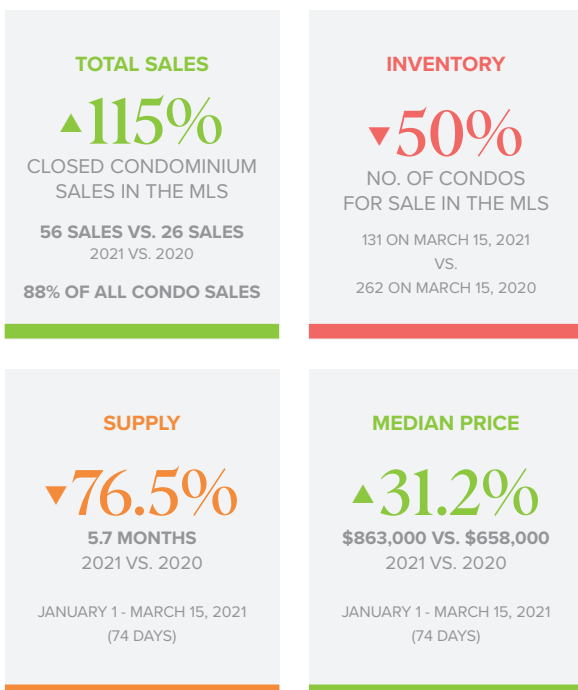 TOTAL SALES
▲115%
CLOSED CONDOMINIUM
SALES IN THE MLS
56 SALES VS. 26 SALES
2021 VS. 2020
88% OF ALL CONDO SALES
INVENTORY
▼50%
NO. OF CONDOS
FOR SALE IN THE MLS
131 ON MARCH 15, 2021
VS.
262 ON MARCH 15, 2020
SUPPLY
▼76.5%
5.7 MONTHS
2021 VS. 2020
JANUARY 1 - MARCH 15, 2021
(74 DAYS)
MEDIAN PRICE
▲31.2%
$863,000 VS. $658,000
2021 VS. 2020
JANUARY 1 - MARCH 15, 2021
(74 DAYS)